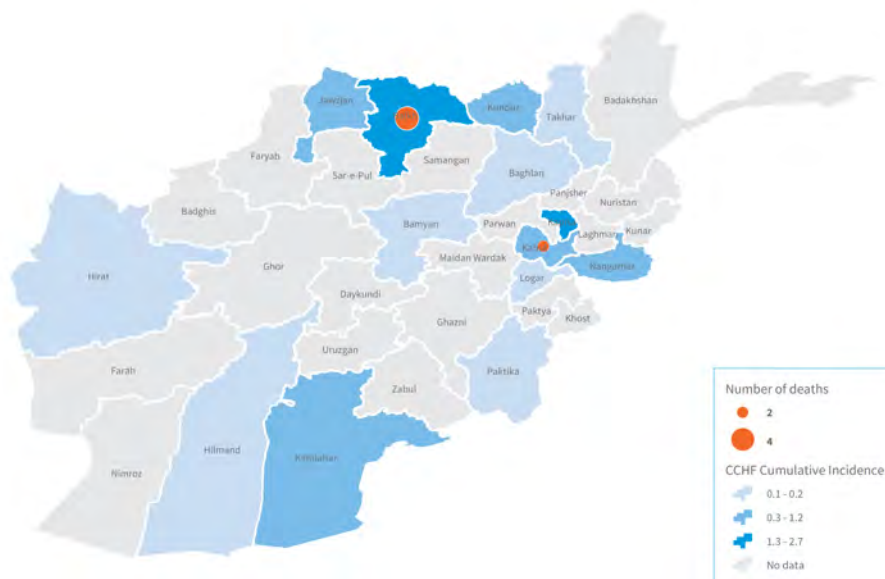 Badakhshan
Jawzjan
Kunduz
Takhar
Faryab
Samangan
Sar-e-Pul
Baghlan
Panjsher
Nuristan
Badghis
Bamyan
Parwan
Laghman
Kunar
Hirat
Maidan Wardak
Ghor
Logar
Daykundi
Paktya
Khost
Ghazni
Uruzgan
Farah
Zabul
Paktika
Hilmand
Kandahar
Nimroz
Number of deaths
2
4
CCHF Cumulative Incidence
0.1 - 0.2
0.3 - 1.2
1.3 - 2.7
No data